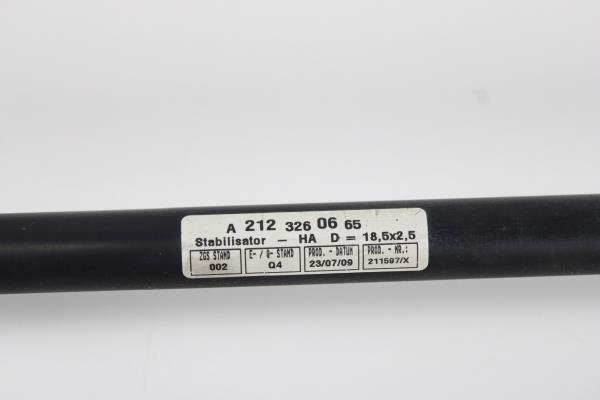 A 212 326 06 65
Stabilisator - HA D = 18,5x2,5
ZGS STAND E- / Q- STAND PROD. - DATUM PROD. - NR.:
002 Q4 23/07/09 211597/X